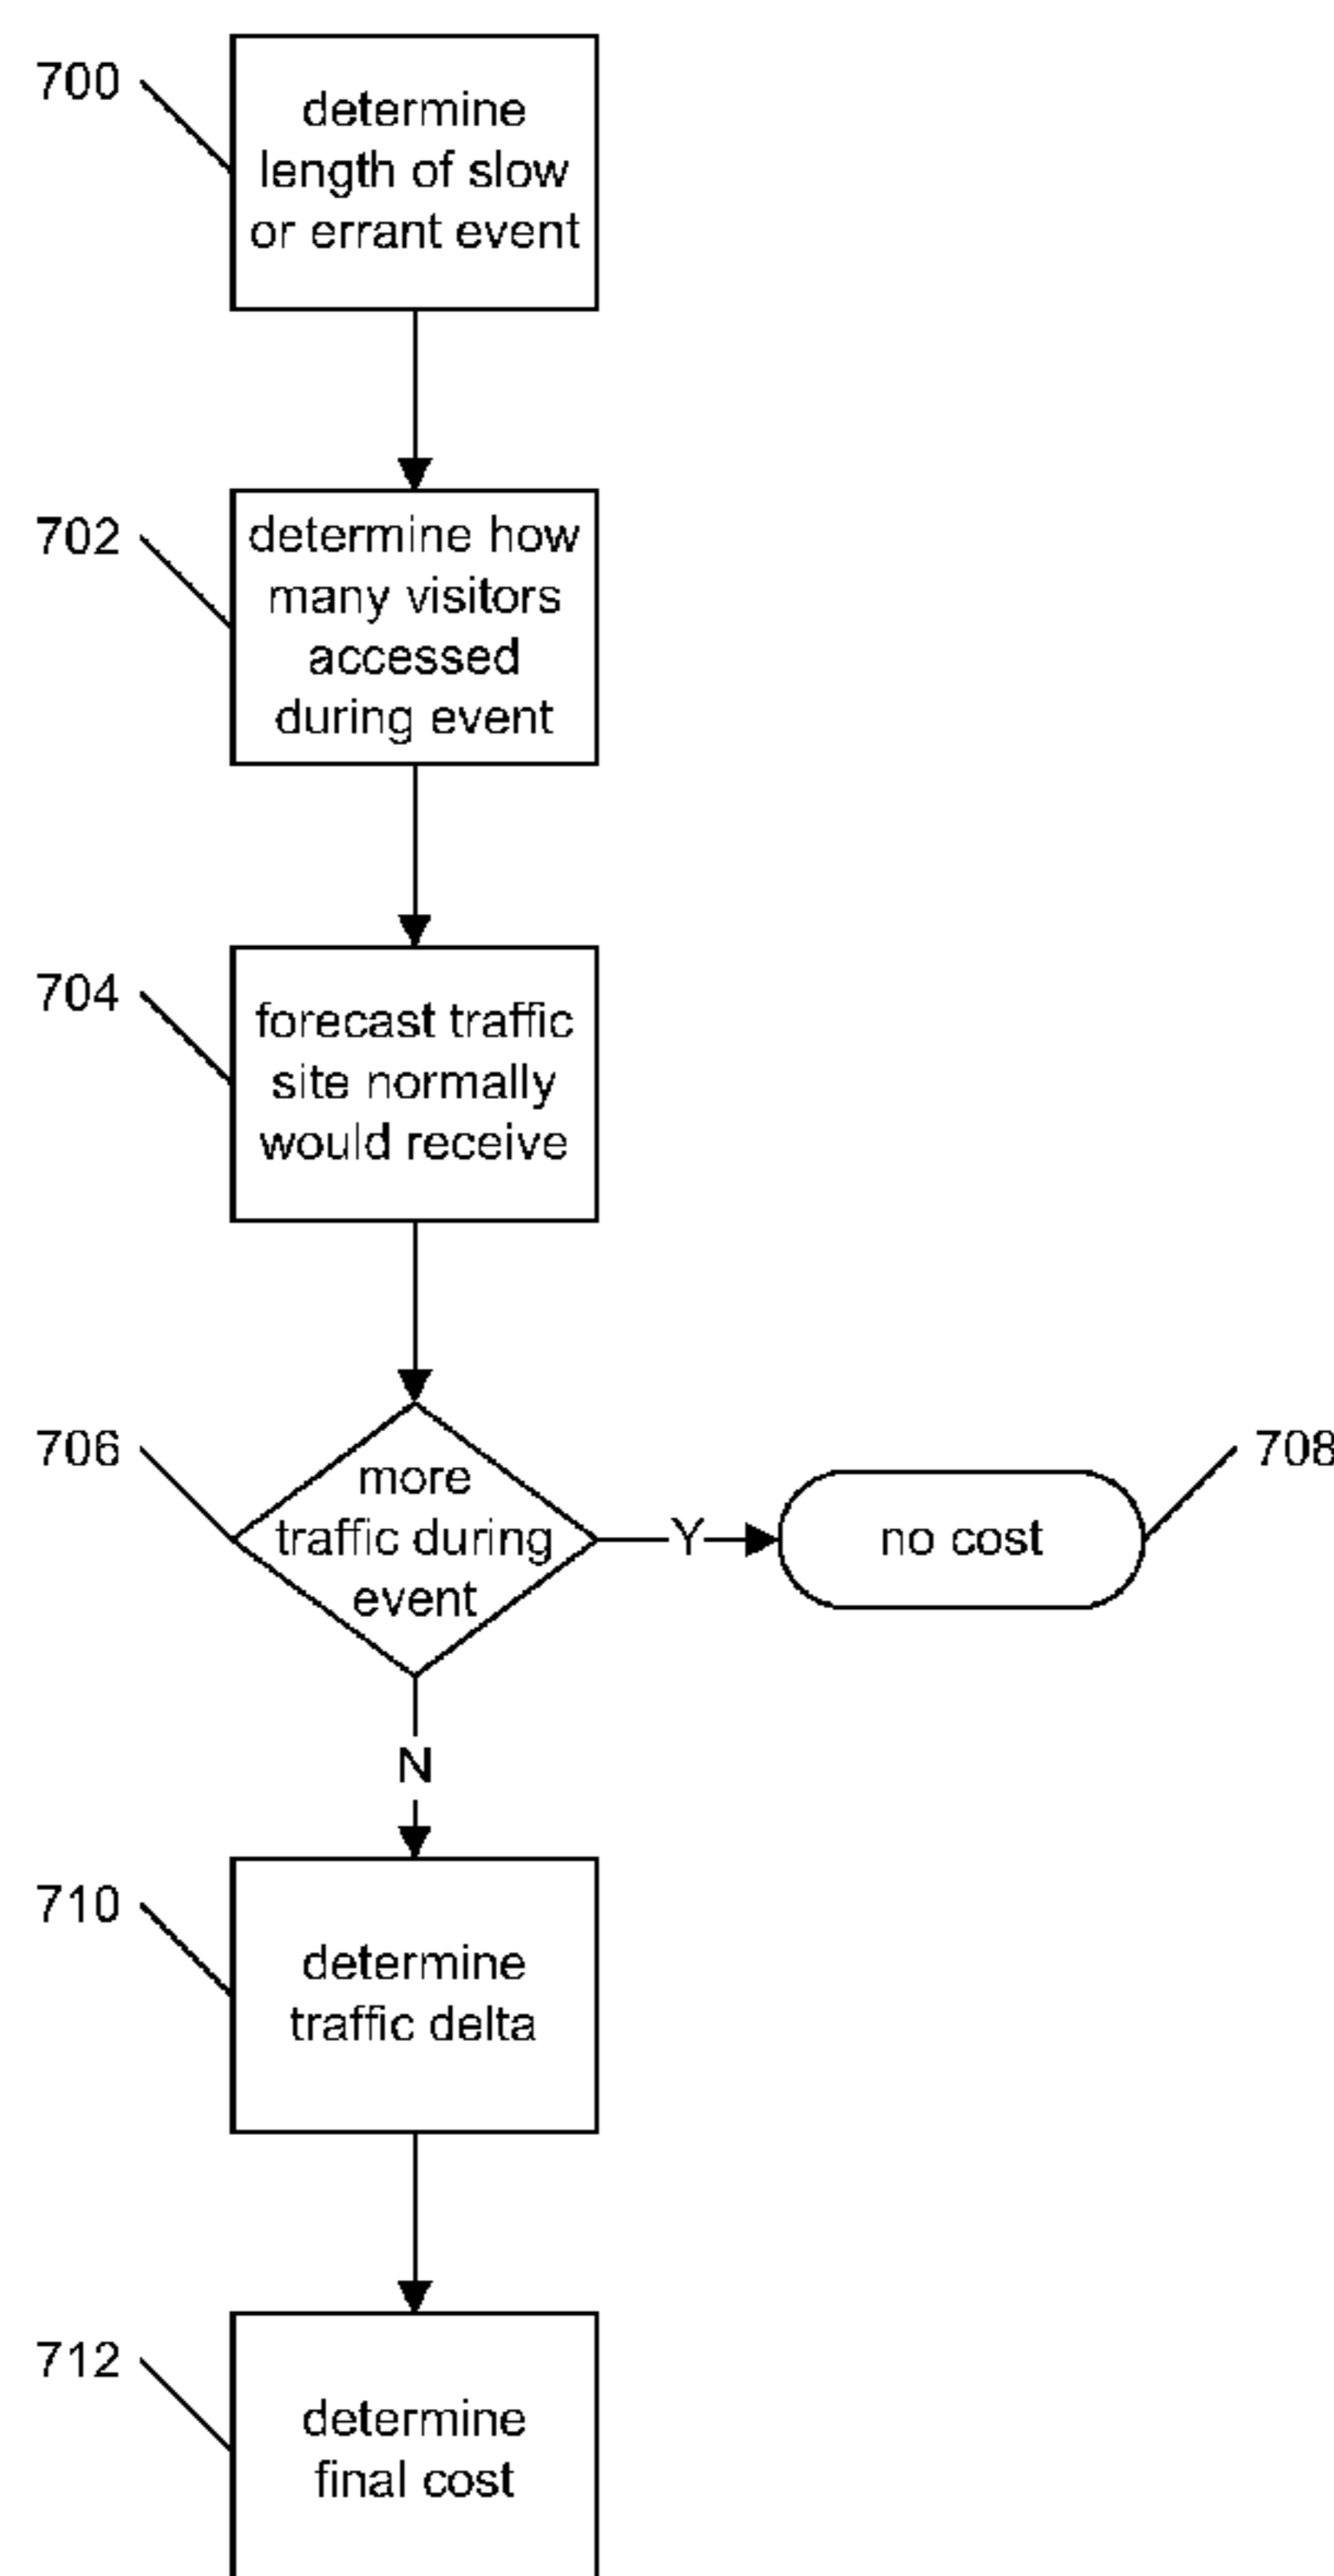 700
determine
length of slow
or errant event
702
determine how
many visitors
accessed
during event
704
forecast traffic
site normally
would receive
706
more
traffic during
event
Y
no cost
708
N
710
determine
traffic delta
712
determine
final cost